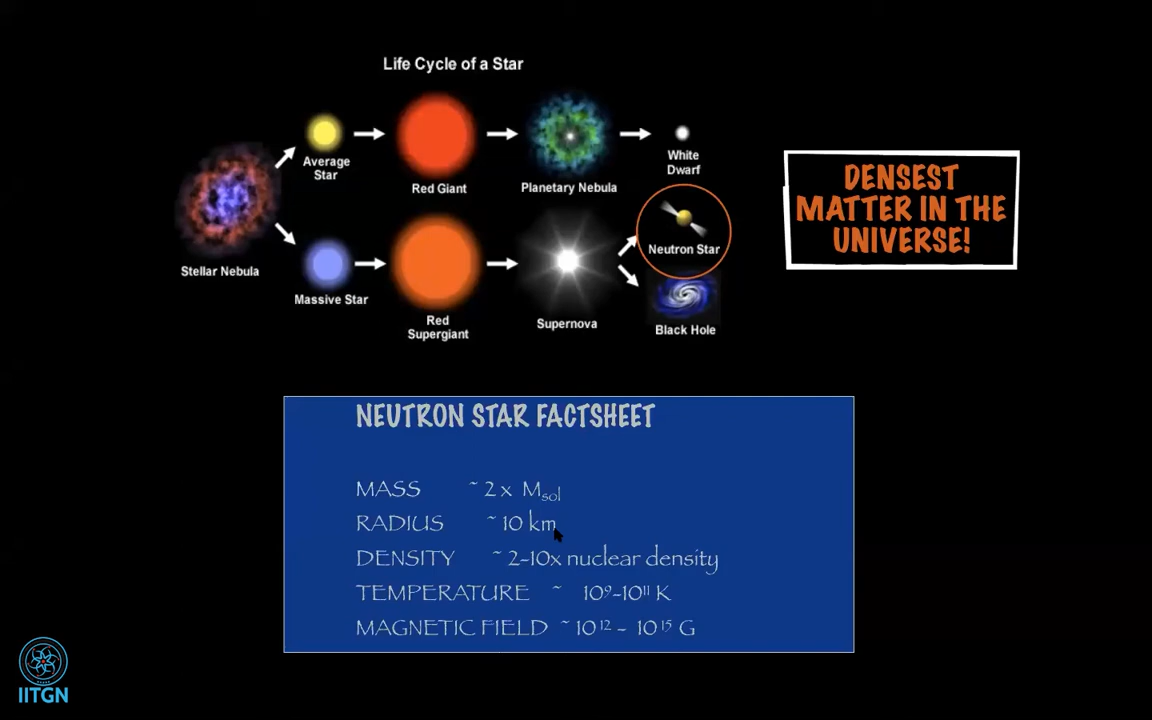 Life Cycle of a Star
Average
Star
Red Giant
Planetary Nebula
White
Dwarf
Stellar Nebula
Massive Star
Red
Supergiant
Supernova
Neutron Star
Black Hole
DENSEST
MATTER IN THE
UNIVERSE!
NEUTRON STAR FACTSHEET
MASS ~ 2 x M_sol
RADIUS ~ 10 km
DENSITY ~ 2-10x nuclear density
TEMPERATURE ~ 10⁹-10¹¹ K
MAGNETIC FIELD ~ 10¹² - 10¹⁵ G
IITGN